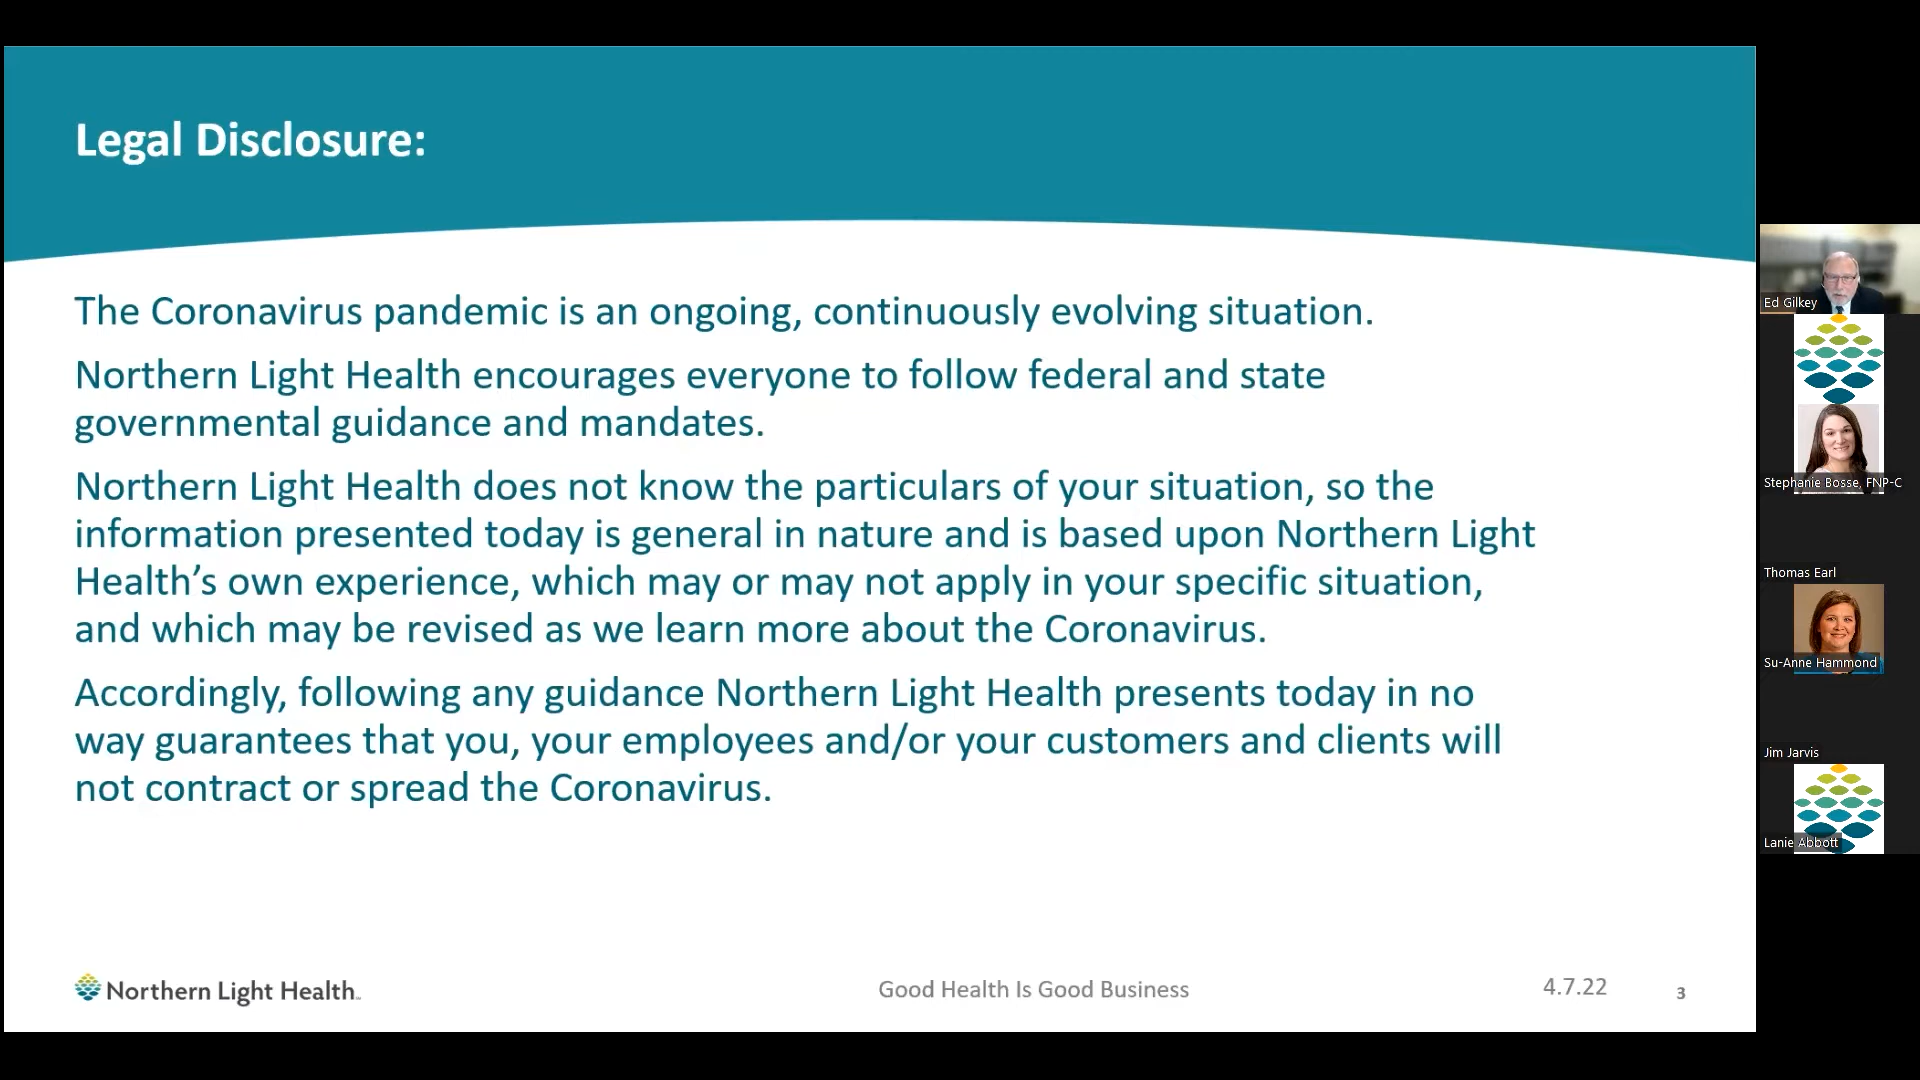 Legal Disclosure:
The Coronavirus pandemic is an ongoing, continuously evolving situation.
Northern Light Health encourages everyone to follow federal and state
governmental guidance and mandates.
Northern Light Health does not know the particulars of your situation, so the
information presented today is general in nature and is based upon Northern Light
Health’s own experience, which may or may not apply in your specific situation,
and which may be revised as we learn more about the Coronavirus.
Accordingly, following any guidance Northern Light Health presents today in no
way guarantees that you, your employees and/or your customers and clients will
not contract or spread the Coronavirus.
Northern Light Health
Good Health Is Good Business
4.7.22
3
Ed Gilkey
Stephanie Bosse, FNP-C
Thomas Earl
Su-Anne Hammond
Jim Jarvis
Lanie Abbott